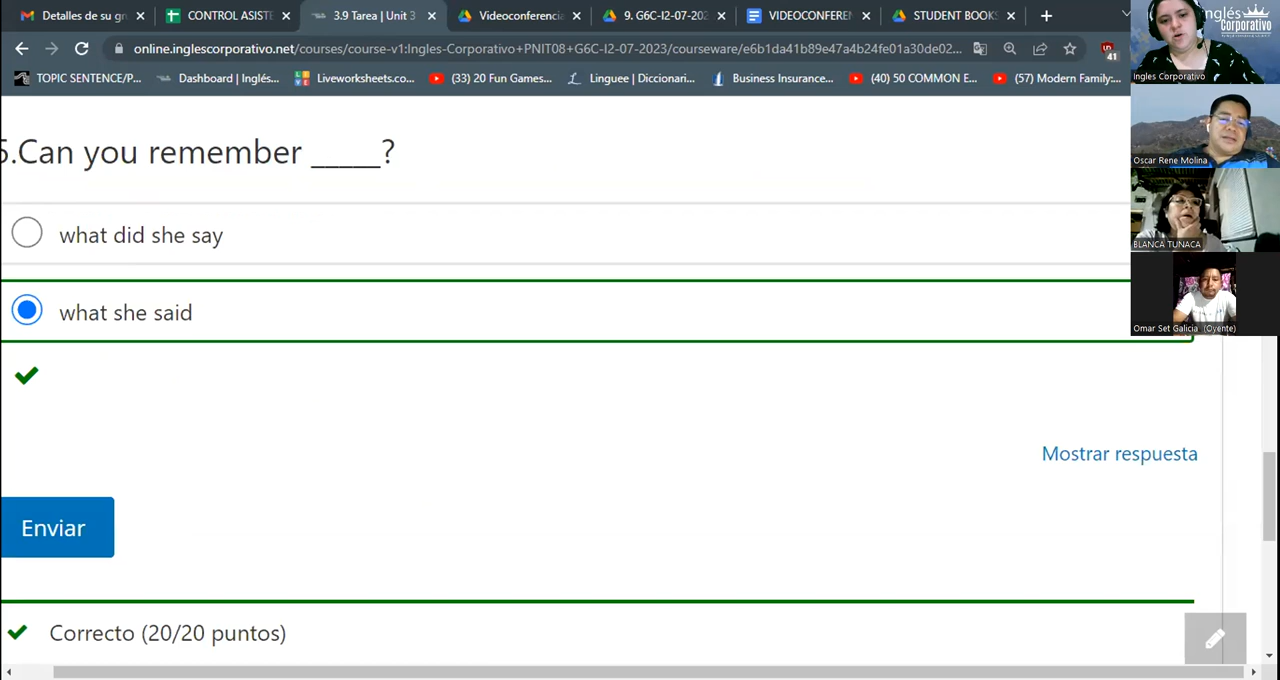 Detalles de su gr
CONTROL ASISTE
3.9 Tarea | Unit 3
Videoconferencia
9. G6C-I2-07-202
VIDEOCONFEREN
STUDENT BOOKS
online.inglescorporativo.net/courses/course-v1:Ingles-Corporativo+PNIT08+G6C-I2-07-2023/courseware/e6b1da41b89e47a4b24fe01a30de02...
41
TOPIC SENTENCE/P...
Dashboard | Inglés...
Liveworksheets.co...
(33) 20 Fun Games...
Linguee | Diccionari...
Business Insurance...
(40) 50 COMMON E...
(57) Modern Family:...
Inglés
Corporativo
Ingles Corporativo
Oscar Rene Molina
BLANCA TUNACA
Omar Set Galicia (Oyente)
5.Can you remember _____?
what did she say
what she said
Mostrar respuesta
Enviar
Correcto (20/20 puntos)